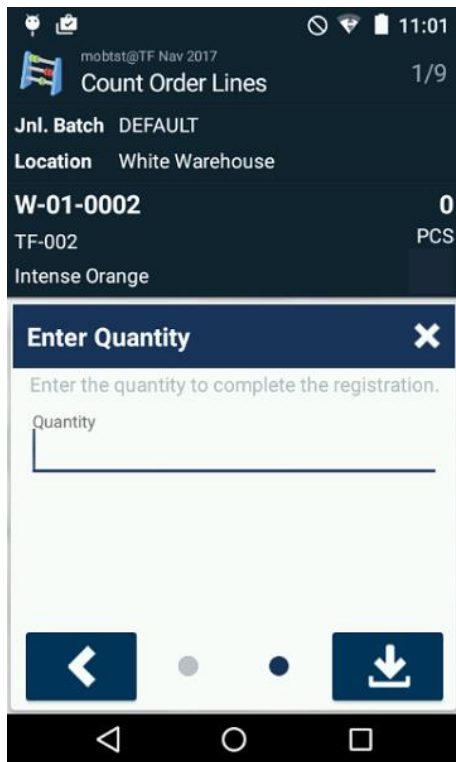 11:01
mobtst@TF Nav 2017
Count Order Lines 1/9
Jnl. Batch DEFAULT
Location White Warehouse
W-01-0002 0
TF-002 PCS
Intense Orange
Enter Quantity
Enter the quantity to complete the registration.
Quantity